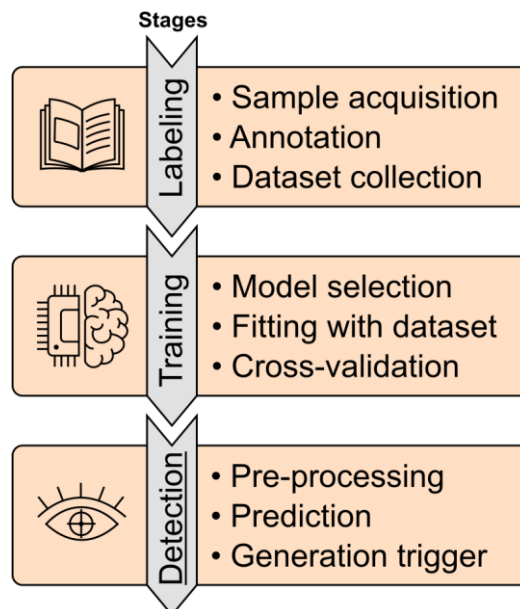 Stages
Labeling
• Sample acquisition
• Annotation
• Dataset collection
Training
• Model selection
• Fitting with dataset
• Cross-validation
Detection
• Pre-processing
• Prediction
• Generation trigger